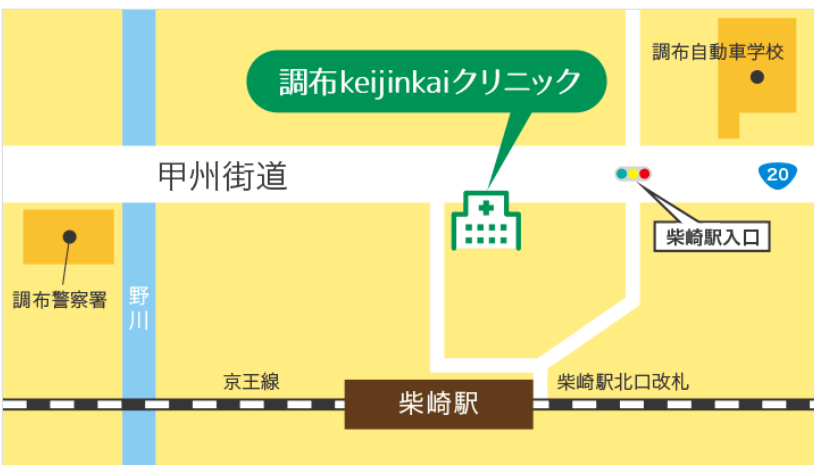 調布自動車学校
調布keijinkaiクリニック
甲州街道
20
柴崎駅入口
調布警察署
野川
京王線
柴崎駅北口改札
柴崎駅